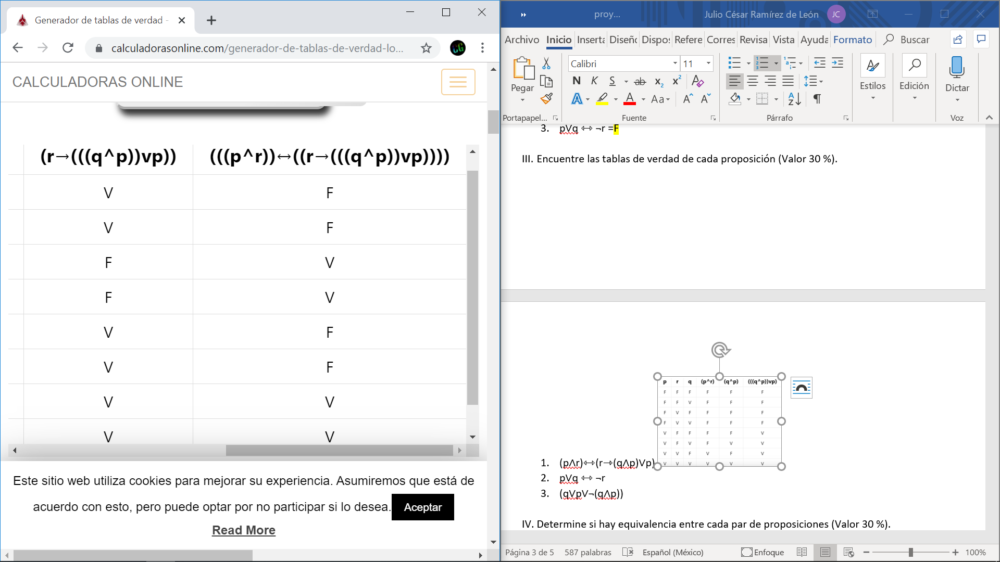 Generador de tablas de verdad -
calculadorasonline.com/generador-de-tablas-de-verdad-lo...
CALCULADORAS ONLINE
(r→(((q^p))vp)) (((p^r))↔((r→(((q^p))vp))))
V F
V F
F V
F V
V F
V F
V V
V V
Este sitio web utiliza cookies para mejorar su experiencia. Asumiremos que está de
acuerdo con esto, pero puede optar por no participar si lo desea. Aceptar
Read More
proy... Julio César Ramírez de León JC
Archivo Inicio Inserta Diseño Dispos Refere Corres Revisa Vista Ayuda Formato Buscar
Pegar Calibri 11 Estilos Edición Dictar
N K S ab x₂ x² A
A A Aa A A
Portapapel... Fuente Párrafo Voz
3. pVq ⇔ ¬r =F
III. Encuentre las tablas de verdad de cada proposición (Valor 30 %).
p r q (p^r) (q^p) (((q^p))vp)
F F F F F F
F F V F F F
F V F F F F
F V V F F F
V F F F F V
V F V F V V
V V F V F V
V V V V V V
1. (pΛr)⇔(r→(qΛp)Vp)
2. pVq ⇔ ¬r
3. (qVpV¬(qΛp))
IV. Determine si hay equivalencia entre cada par de proposiciones (Valor 30 %).
Página 3 de 5 587 palabras Español (México) Enfoque 100%